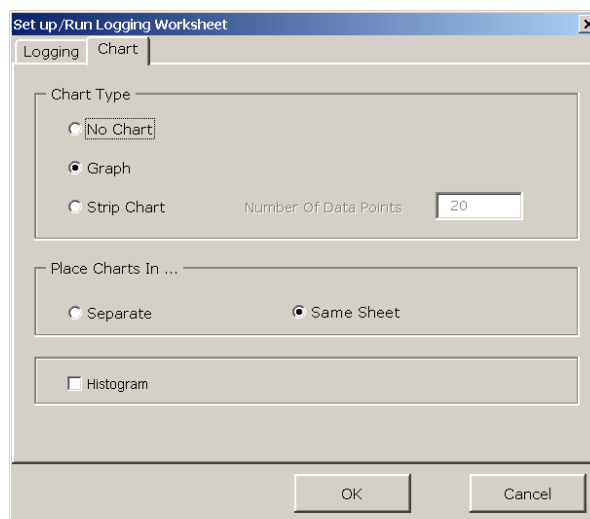 Set up/Run Logging Worksheet
Logging Chart
Chart Type
No Chart
Graph
Strip Chart Number Of Data Points 20
Place Charts In ...
Separate Same Sheet
Histogram
OK Cancel